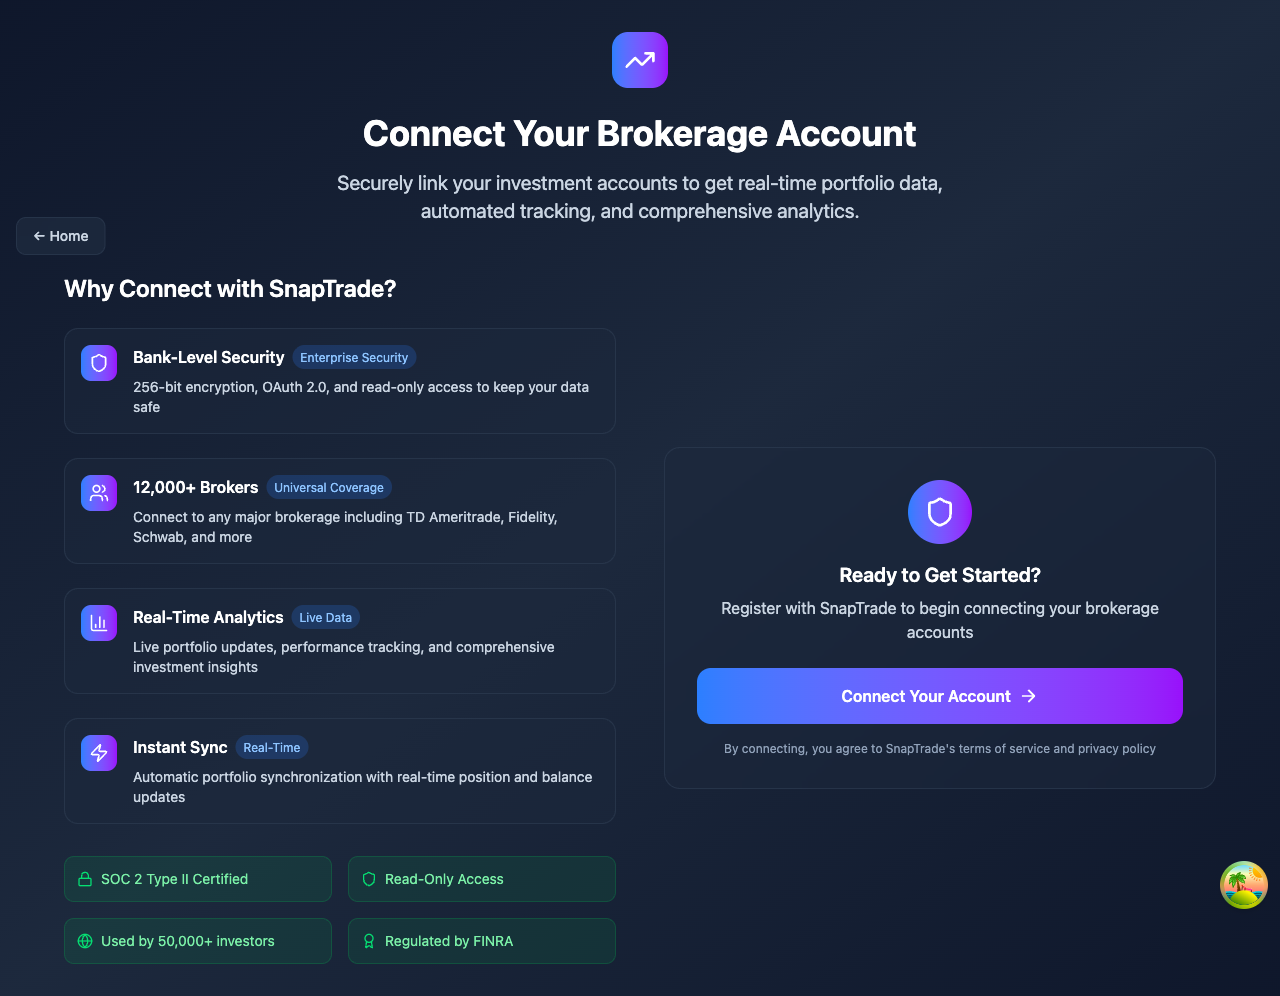 Connect Your Brokerage Account
Securely link your investment accounts to get real-time portfolio data,
automated tracking, and comprehensive analytics.
← Home
Why Connect with SnapTrade?
Bank-Level Security Enterprise Security
256-bit encryption, OAuth 2.0, and read-only access to keep your data
safe
12,000+ Brokers Universal Coverage
Connect to any major brokerage including TD Ameritrade, Fidelity,
Schwab, and more
Real-Time Analytics Live Data
Live portfolio updates, performance tracking, and comprehensive
investment insights
Instant Sync Real-Time
Automatic portfolio synchronization with real-time position and balance
updates
SOC 2 Type II Certified
Read-Only Access
Used by 50,000+ investors
Regulated by FINRA
Ready to Get Started?
Register with SnapTrade to begin connecting your brokerage
accounts
Connect Your Account →
By connecting, you agree to SnapTrade's terms of service and privacy policy